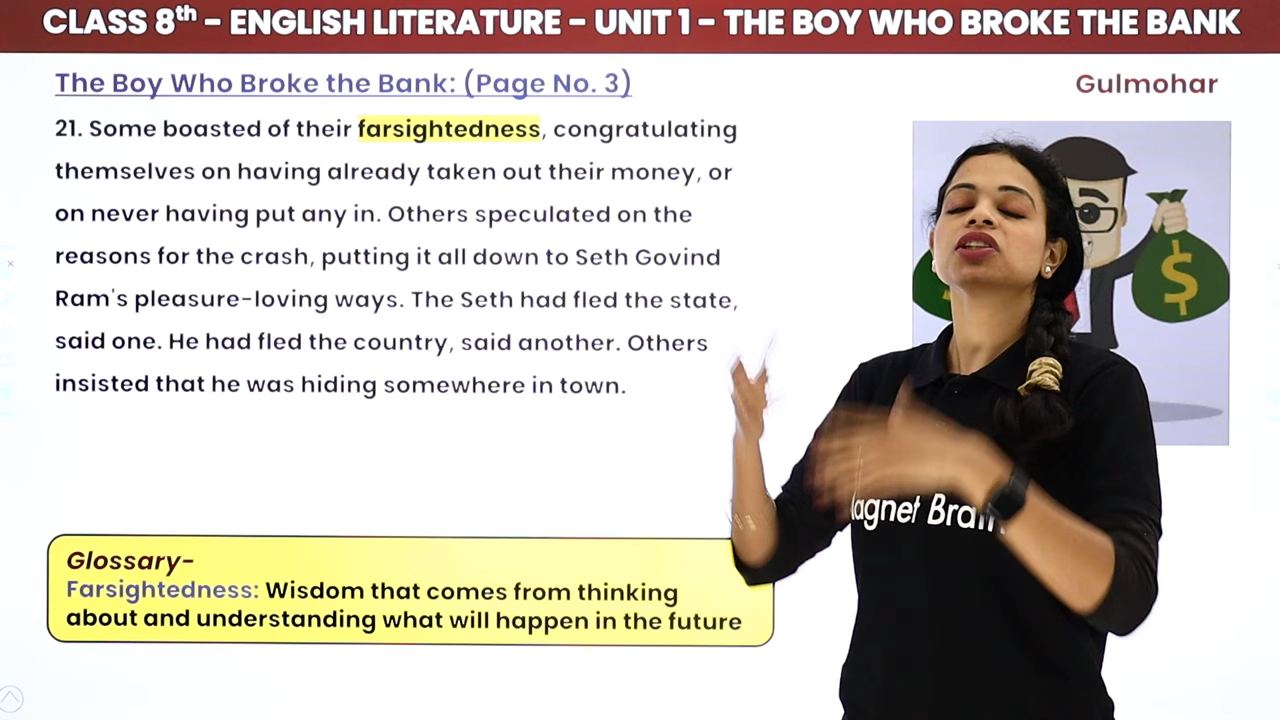 CLASS 8th - ENGLISH LITERATURE - UNIT 1 - THE BOY WHO BROKE THE BANK
The Boy Who Broke the Bank: (Page No. 3)
Gulmohar
21. Some boasted of their farsightedness, congratulating
themselves on having already taken out their money, or
on never having put any in. Others speculated on the
reasons for the crash, putting it all down to Seth Govind
Ram's pleasure-loving ways. The Seth had fled the state,
said one. He had fled the country, said another. Others
insisted that he was hiding somewhere in town.
$
agnet Brain
Glossary-
Farsightedness: Wisdom that comes from thinking
about and understanding what will happen in the future